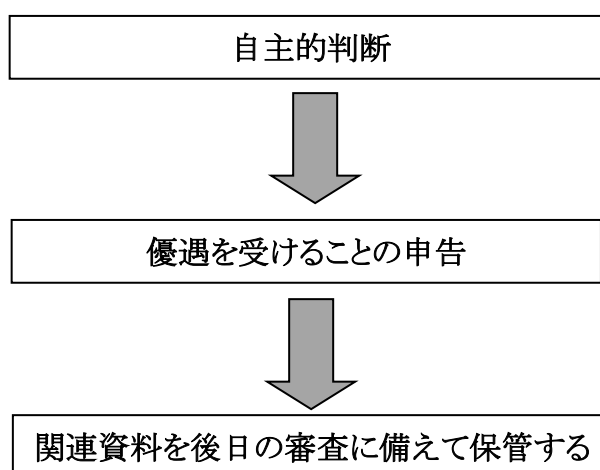 自主的判断
優遇を受けることの申告
関連資料を後日の審査に備えて保管する